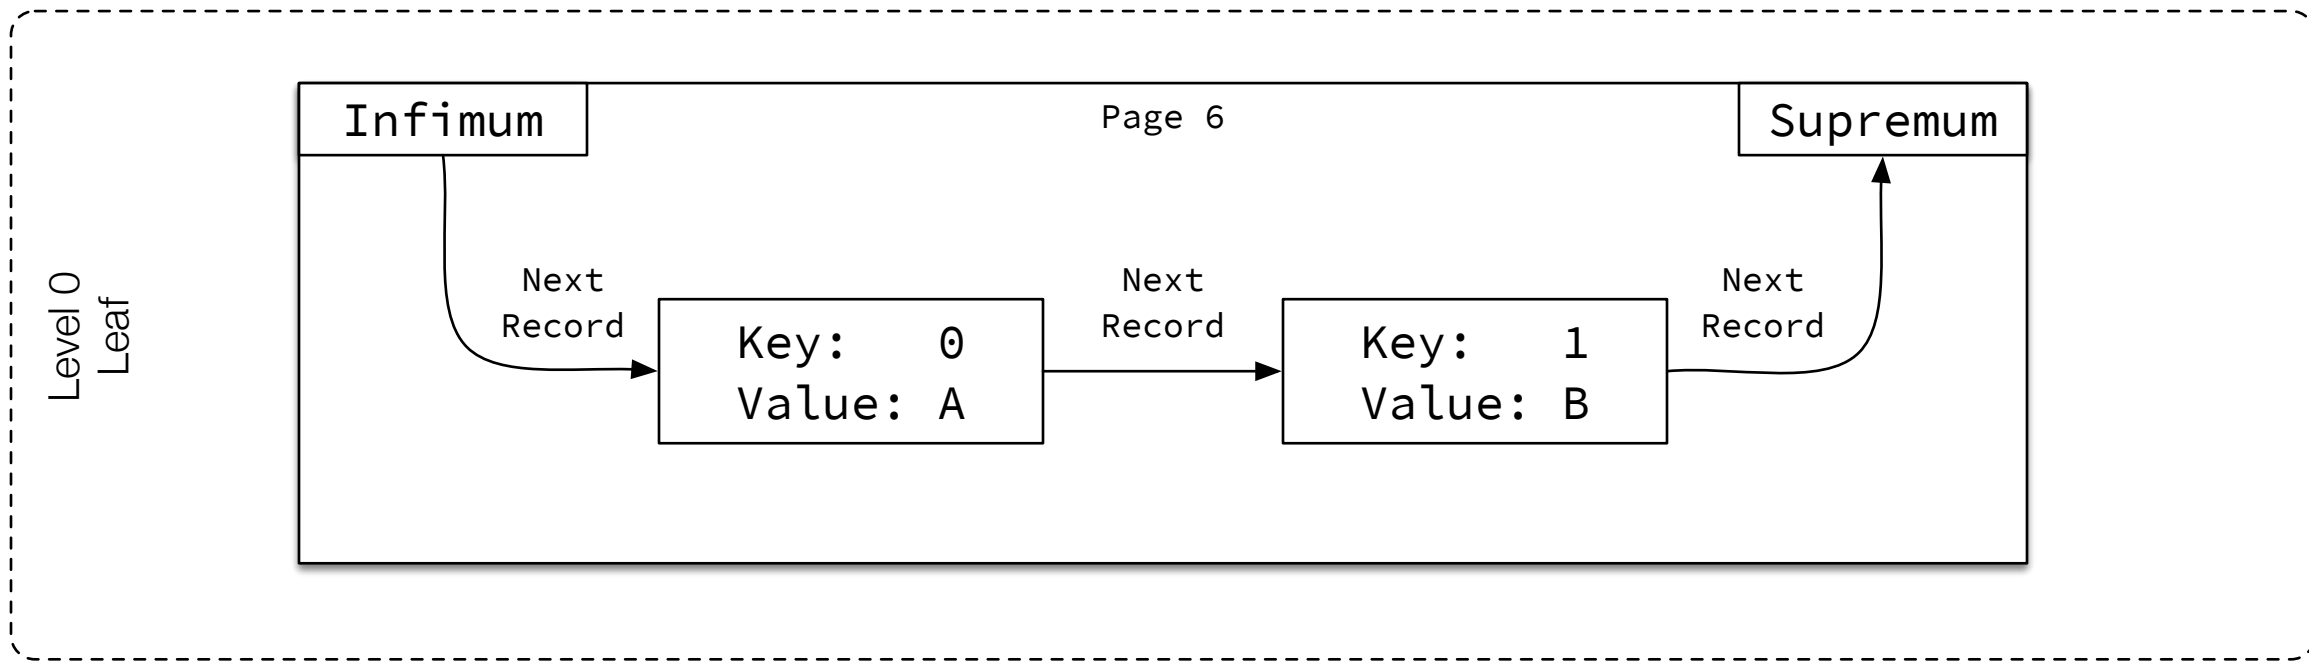 Level 0
Leaf
Infimum
Page 6
Supremum
Next
Record
Key: 0
Value: A
Next
Record
Key: 1
Value: B
Next
Record